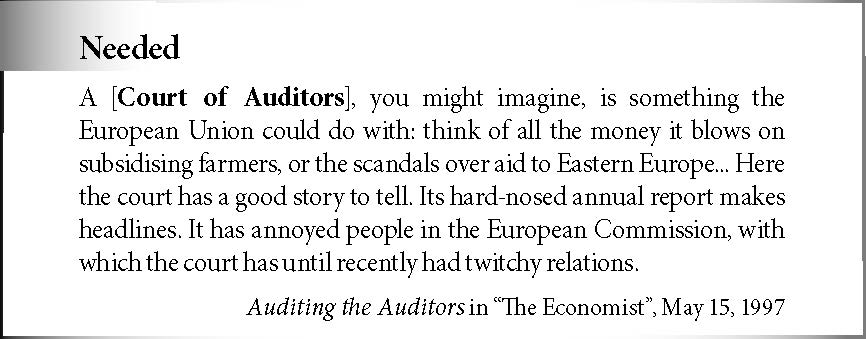 Needed
A [Court of Auditors], you might imagine, is something the
European Union could do with: think of all the money it blows on
subsidising farmers, or the scandals over aid to Eastern Europe... Here
the court has a good story to tell. Its hard-nosed annual report makes
headlines. It has annoyed people in the European Commission, with
which the court has until recently had twitchy relations.
Auditing the Auditors in “The Economist”, May 15, 1997